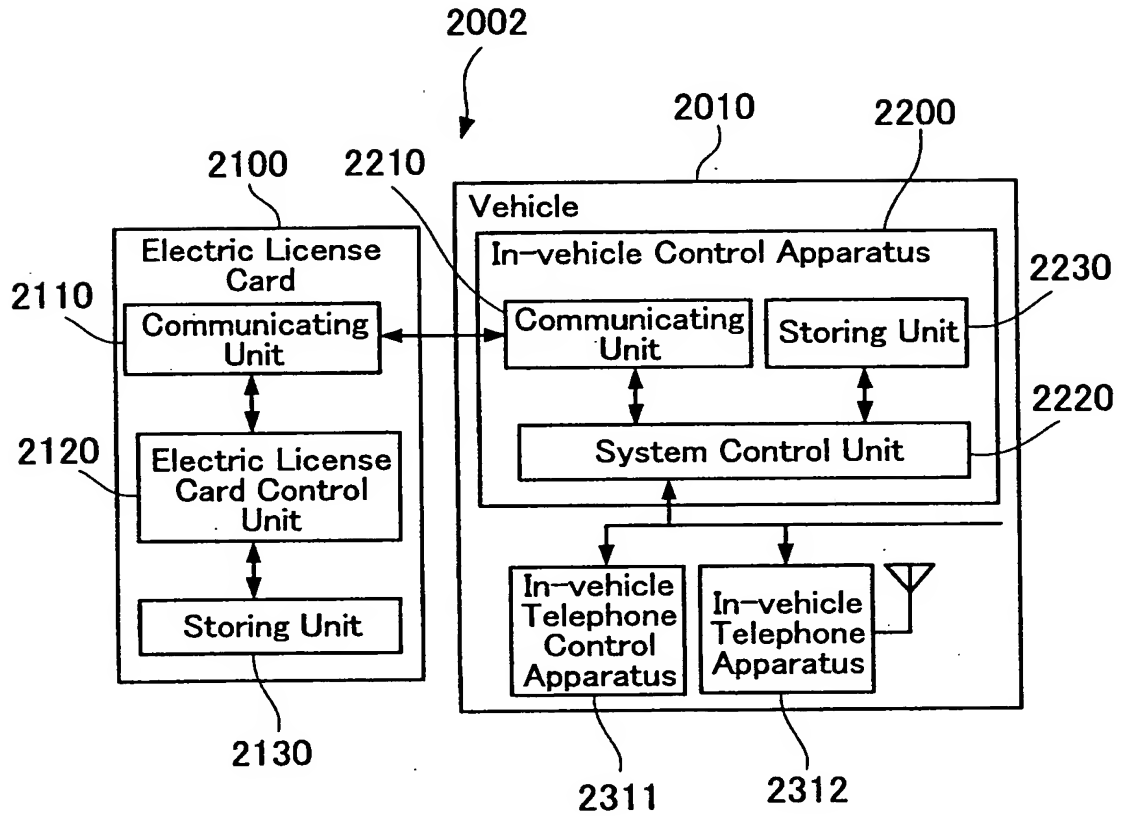 2002
2010
2200
2100
2210
Vehicle
Electric License
Card
In-vehicle Control Apparatus
2230
2110
Communicating
Unit
Communicating
Unit
Storing Unit
2220
2120
Electric License
Card Control
Unit
System Control Unit
In-vehicle
Telephone
Control
Apparatus
In-vehicle
Telephone
Apparatus
Storing Unit
2130
2311
2312